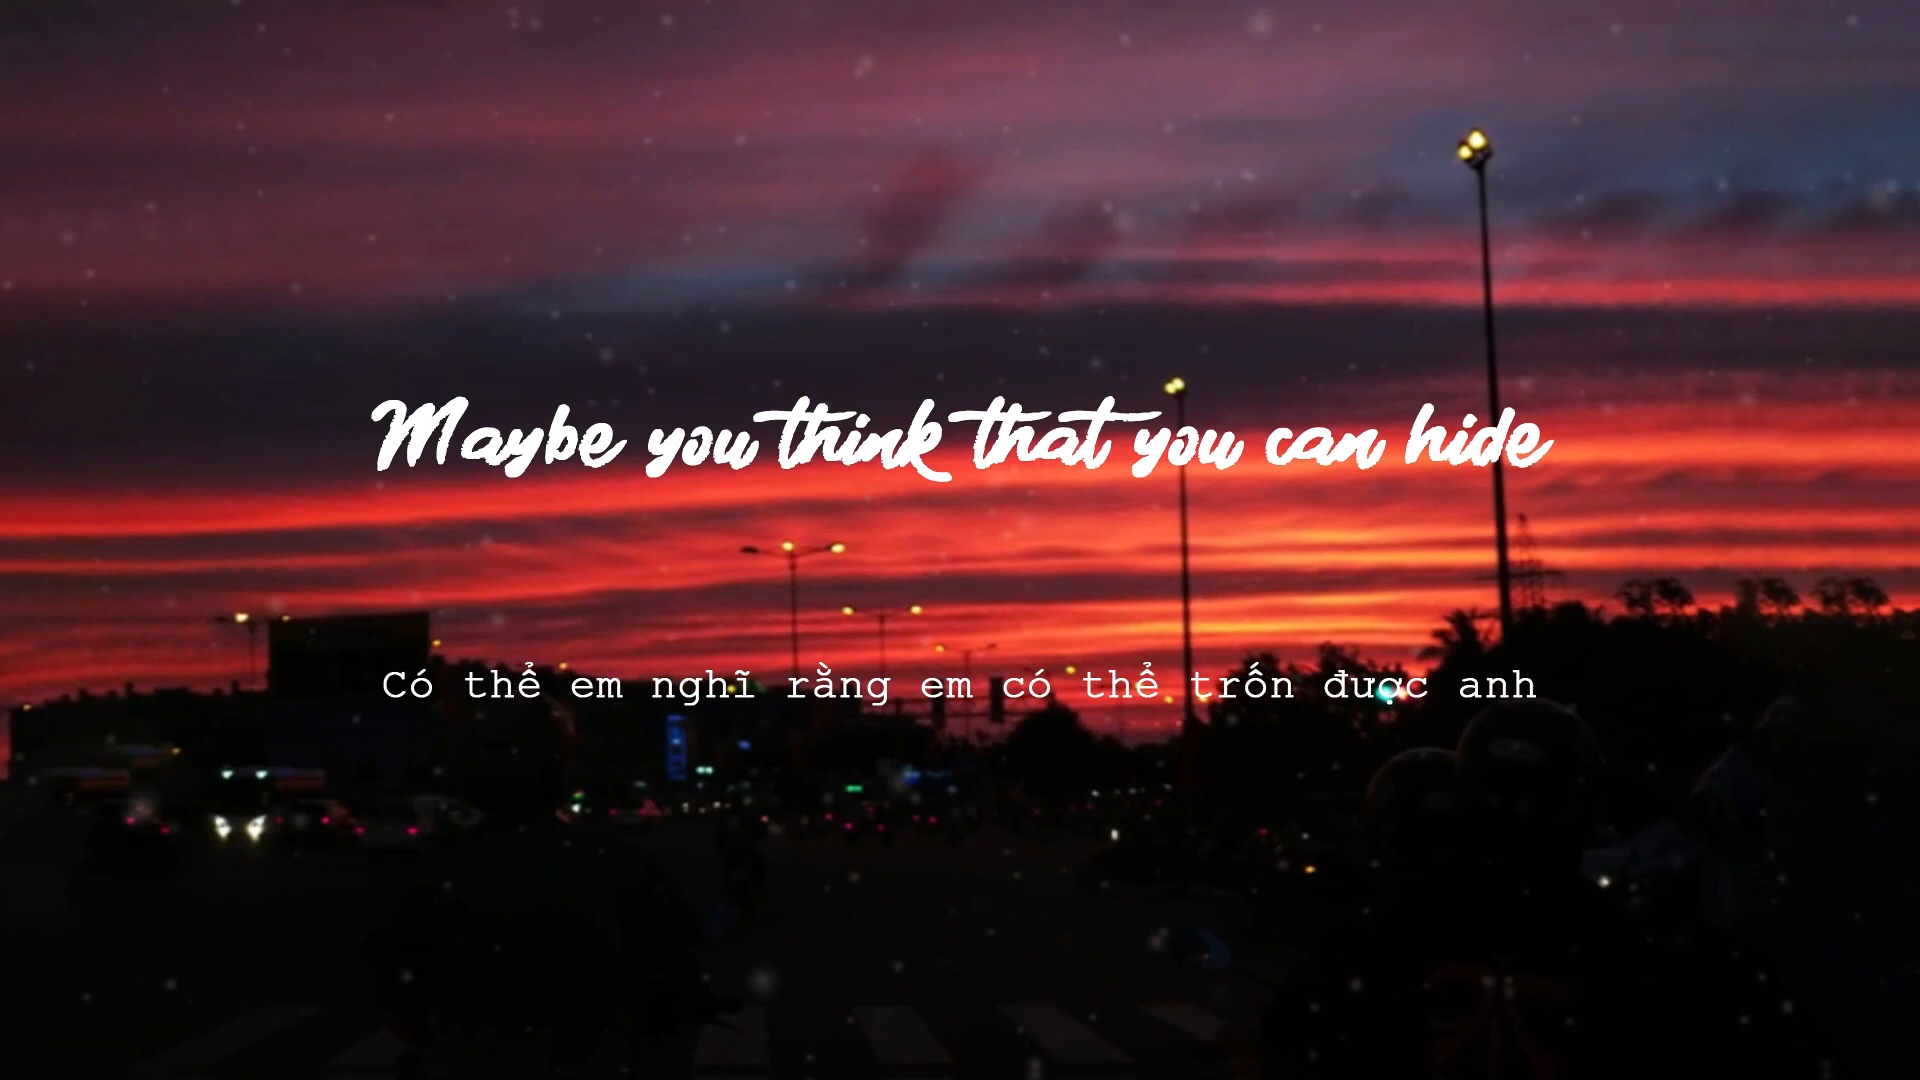 Maybe you think that you can hide
Có thể em nghĩ rằng em có thể trốn được anh